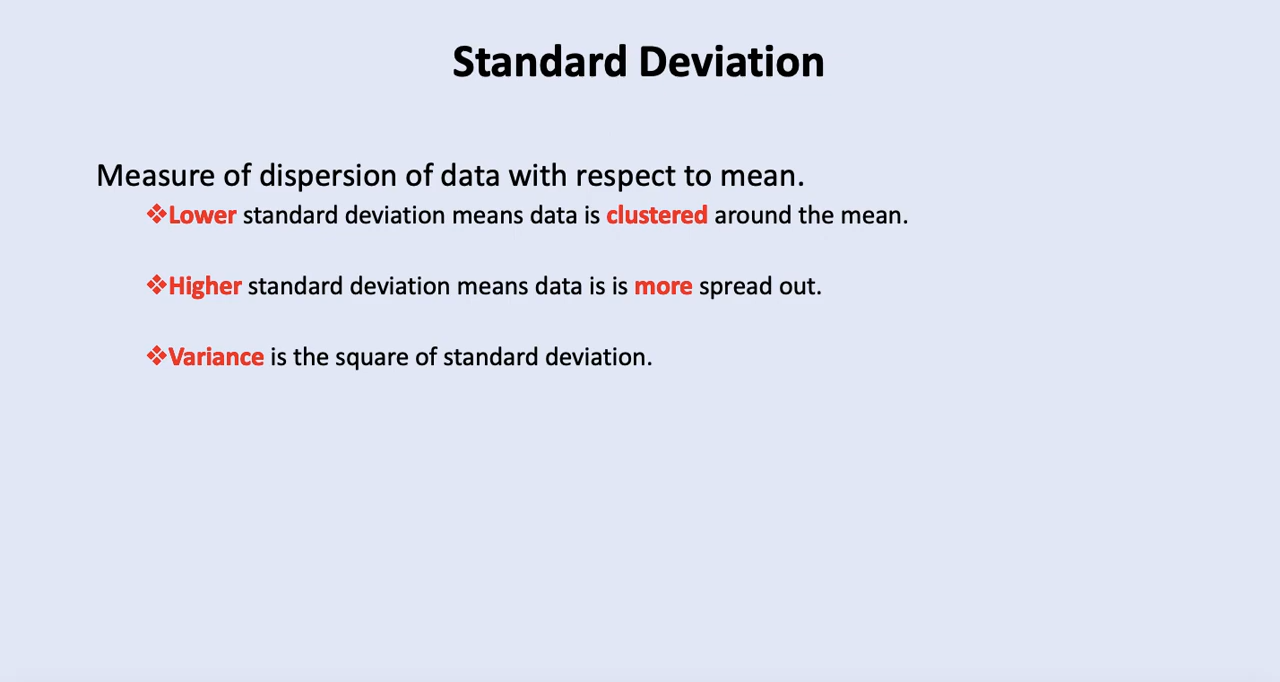 Standard Deviation
Measure of dispersion of data with respect to mean.
❖Lower standard deviation means data is clustered around the mean.
❖Higher standard deviation means data is is more spread out.
❖Variance is the square of standard deviation.